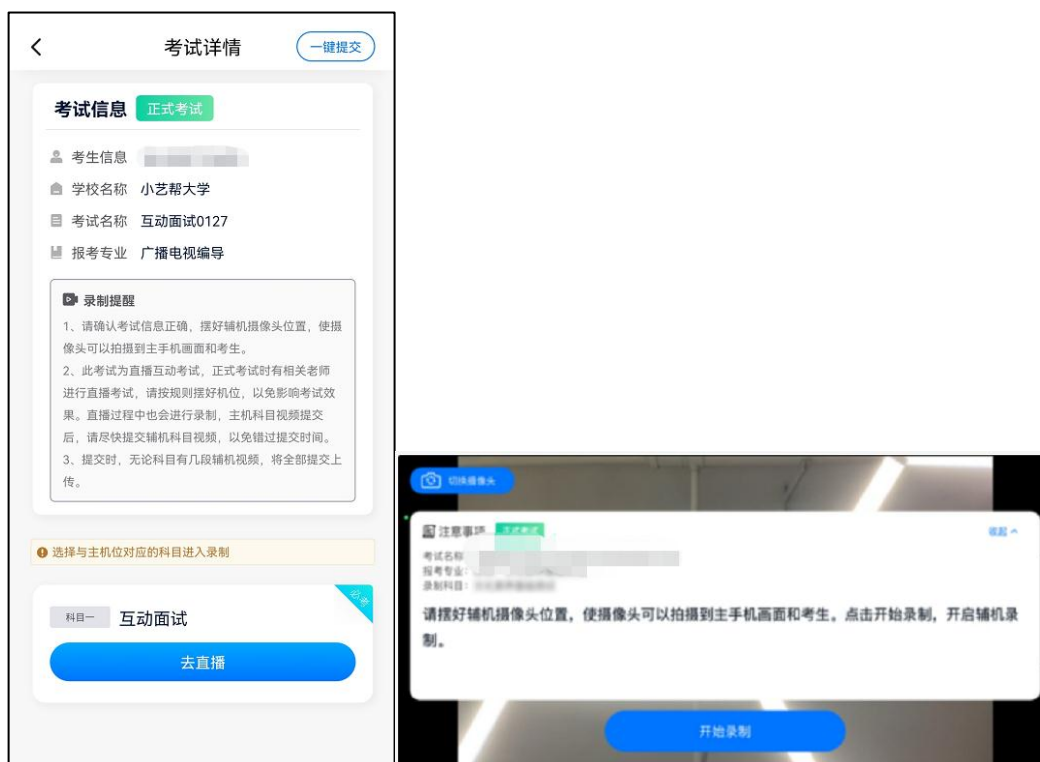 考试详情
一键提交
考试信息 正式考试
考生信息
学校名称 小艺帮大学
考试名称 互动面试0127
报考专业 广播电视编导
录制提醒
1、请确认考试信息正确，摆好辅机摄像头位置，使摄
像头可以拍摄到主手机画面和考生。
2、此考试为直播互动考试，正式考试时有相关老师
进行直播考试，请按规则摆好机位，以免影响考试效
果。直播过程中也会进行录制，主机科目视频提交
后，请尽快提交辅机科目视频，以免错过提交时间。
3、提交时，无论科目有几段辅机视频，将全部提交上
传。
选择与主机位对应的科目进入录制
必考
科目一 互动面试
去直播
切换摄像头
注意事项 正式考试
收起
考试名称
报考专业：
录制科目：
请摆好辅机摄像头位置，使摄像头可以拍摄到主手机画面和考生。点击开始录制，开启辅机录
制。
开始录制